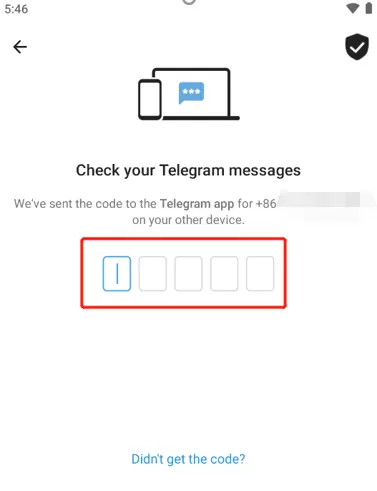 5:46
Check your Telegram messages
We've sent the code to the Telegram app for +86
on your other device.
Didn't get the code?